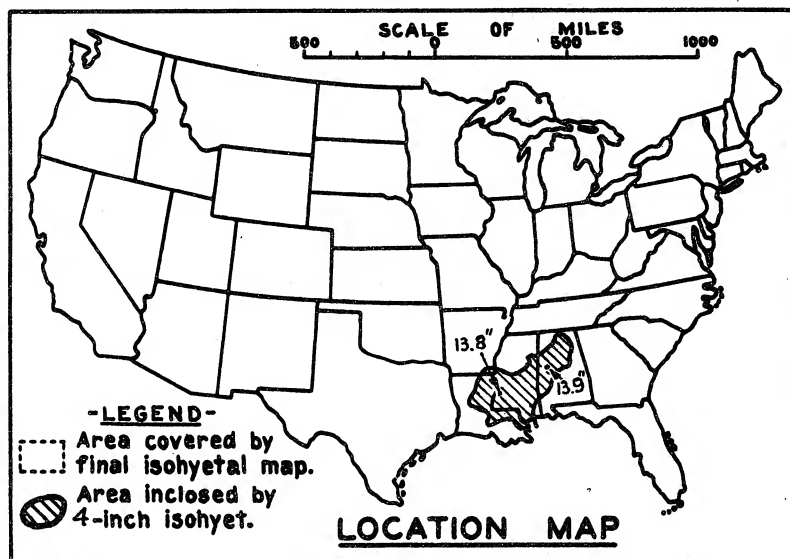 SCALE OF MILES
500 0 500 1000
13.8"
13.9"
-LEGEND-
Area covered by
final isohyetal map.
Area inclosed by
4-inch isohyet.
LOCATION MAP